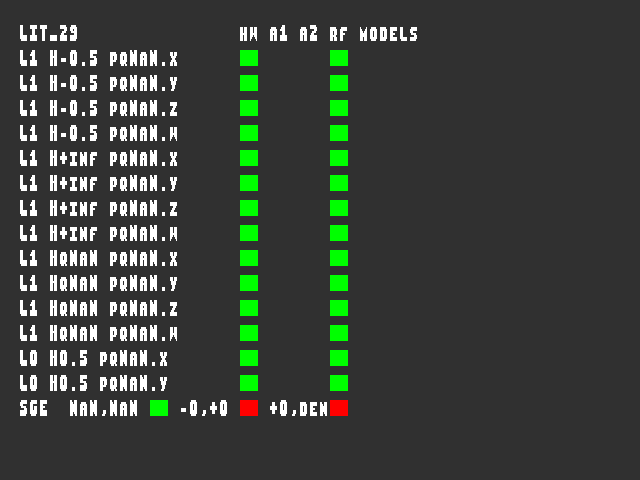 LIT_29 HW A1 A2 RF MODELS
L1 H-0.5 PQNAN.X
L1 H-0.5 PQNAN.Y
L1 H-0.5 PQNAN.Z
L1 H-0.5 PQNAN.W
L1 H+INF PQNAN.X
L1 H+INF PQNAN.Y
L1 H+INF PQNAN.Z
L1 H+INF PQNAN.W
L1 HQNAN PQNAN.X
L1 HQNAN PQNAN.Y
L1 HQNAN PQNAN.Z
L1 HQNAN PQNAN.W
L0 H0.5 PQNAN.X
L0 H0.5 PQNAN.Y
SGE NAN,NAN -0,+0 +0,DEN